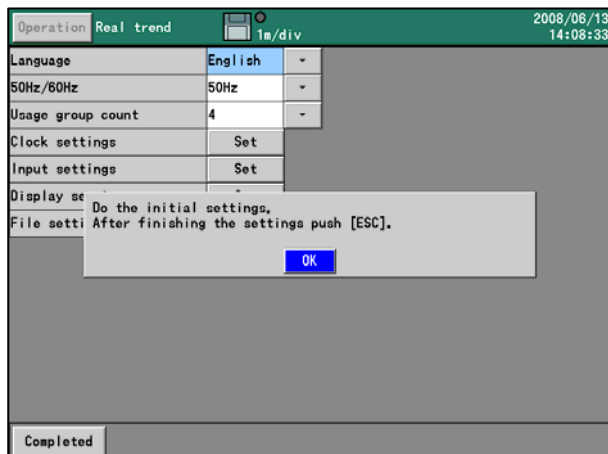 Operation Real trend 1m/div 2008/06/13
14:08:33
Language English
50Hz/60Hz 50Hz
Usage group count 4
Clock settings Set
Input settings Set
Display
File
Do the initial settings.
After finishing the settings push [ESC].
OK
Completed